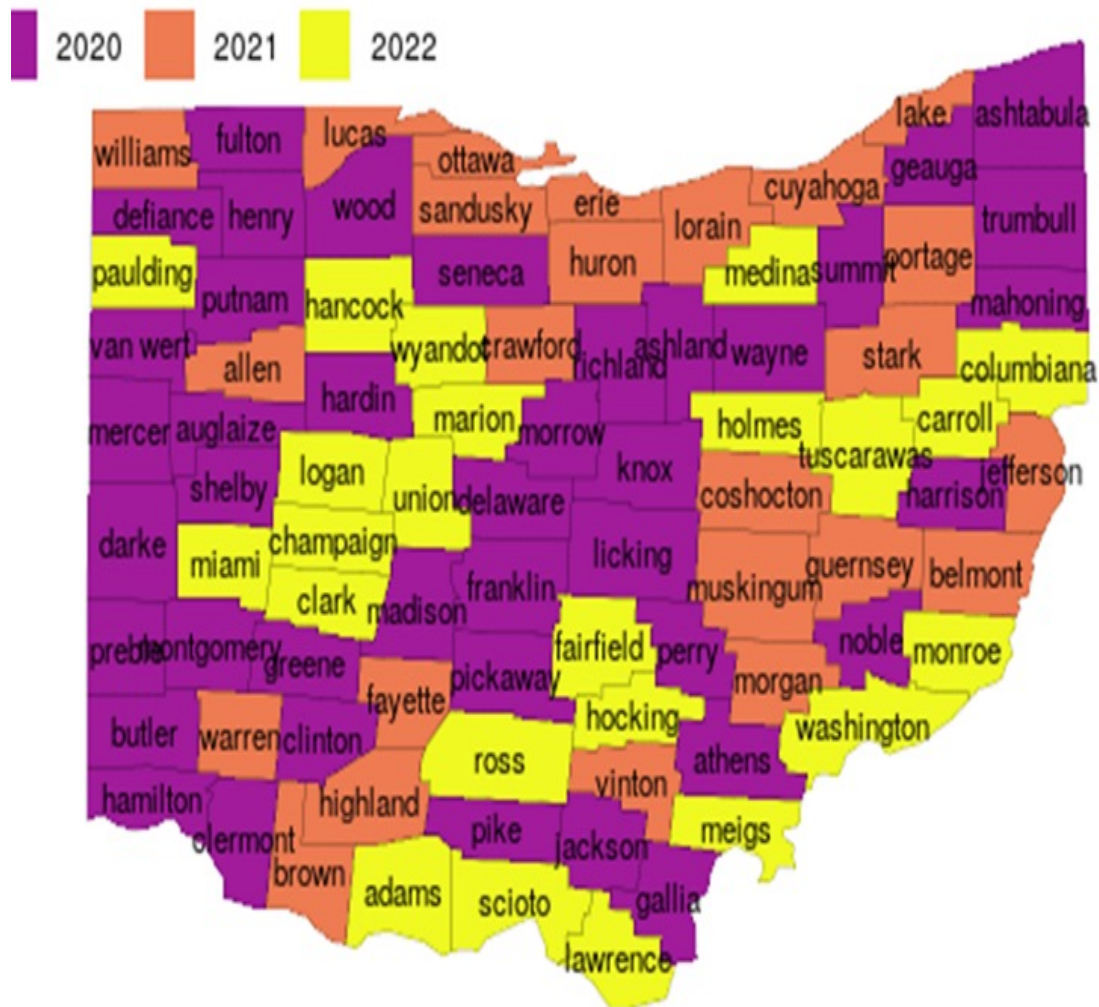 2020 2021 2022
lake ashtabula
williams fulton lucas
ottawa geauga
defiance henry wood sandusky erie lorain cuyahoga trumbull
paulding putnam seneca huron medina summit portage
hancock mahoning
van wert allen wyandot crawford richland ashland wayne stark columbiana
hardin marion morrow holmes carroll
mercer auglaize tuscarawas
logan knox jefferson
shelby union delaware coshocton harrison
darke miami champaign licking guernsey belmont
clark madison franklin muskingum
preble montgomery greene pickaway fairfield perry noble monroe
fayette morgan
butler warren clinton hocking washington
ross athens
hamilton highland vinton
clermont pike jackson meigs
brown adams scioto gallia
lawrence